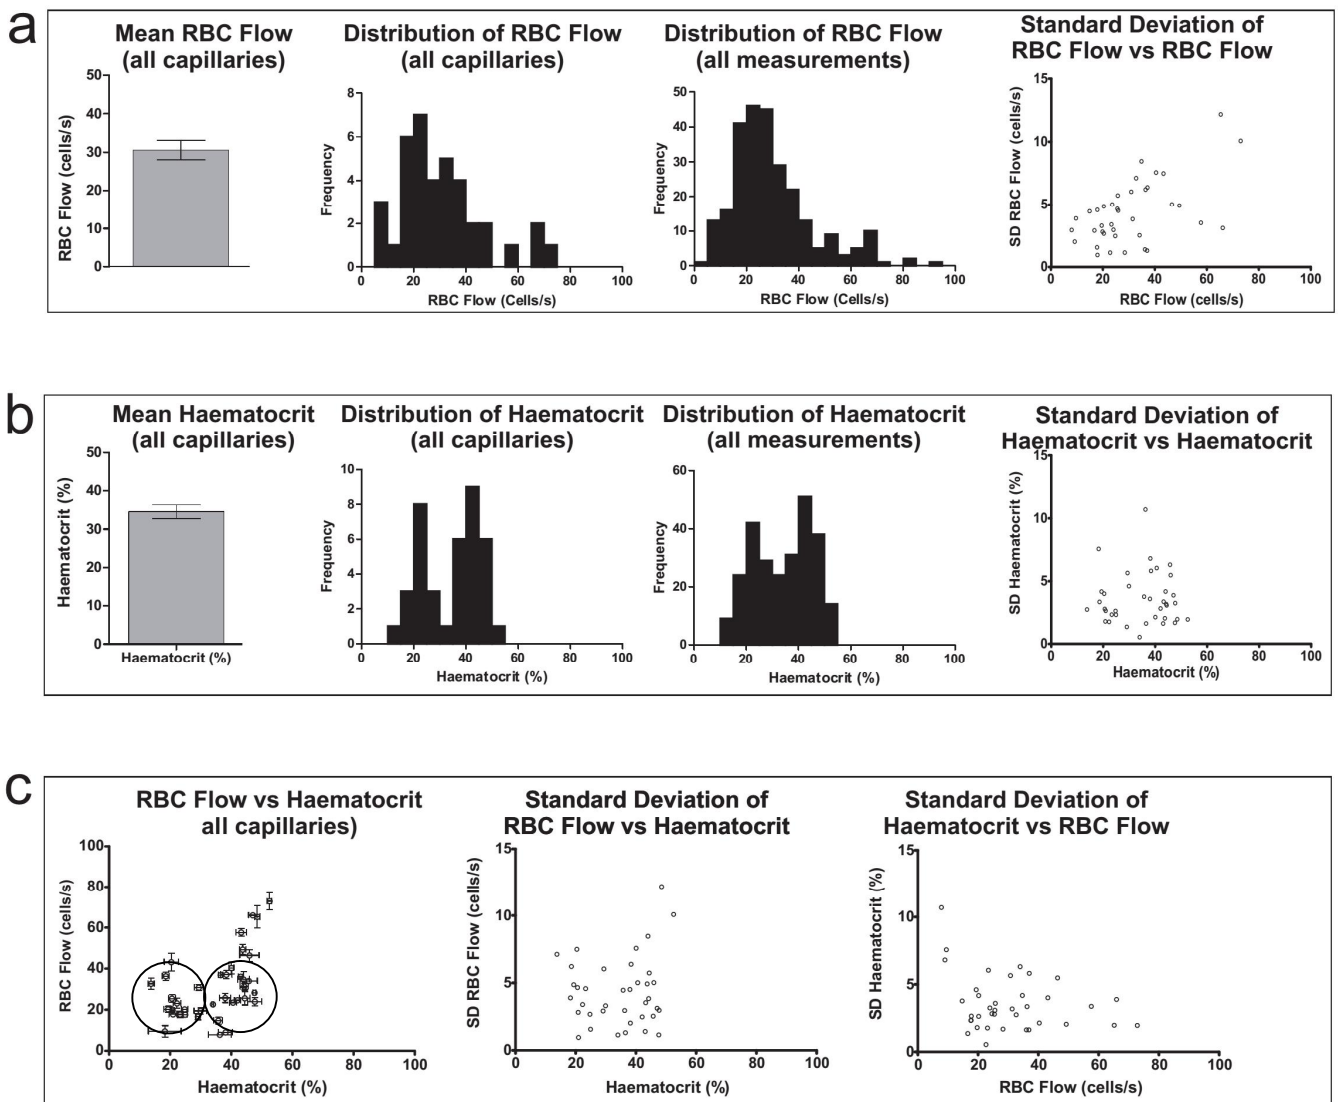 a
Mean RBC Flow
(all capillaries)
RBC Flow (cells/s)
50
40
30
20
10
0
Distribution of RBC Flow
(all capillaries)
Frequency
8
6
4
2
0
0 20 40 60 80 100
RBC Flow (Cells/s)
Distribution of RBC Flow
(all measurements)
Frequency
50
40
30
20
10
0
0 20 40 60 80 100
RBC Flow (Cells/s)
Standard Deviation of
RBC Flow vs RBC Flow
SD RBC Flow (cells/s)
15
10
5
0
0 20 40 60 80 100
RBC Flow (cells/s)
b
Mean Haematocrit
(all capillaries)
Haematocrit (%)
50
40
30
20
10
0
Haematocrit (%)
Distribution of Haematocrit
(all capillaries)
Frequency
10
8
6
4
2
0
0 20 40 60 80 100
Haematocrit (%)
Distribution of Haematocrit
(all measurements)
Frequency
60
40
20
0
0 20 40 60 80 100
Haematocrit (%)
Standard Deviation of
Haematocrit vs Haematocrit
SD Haematocrit (%)
15
10
5
0
0 20 40 60 80 100
Haematocrit (%)
c
RBC Flow vs Haematocrit
all capillaries)
RBC Flow (cells/s)
100
80
60
40
20
0
0 20 40 60 80 100
Haematocrit (%)
Standard Deviation of
RBC Flow vs Haematocrit
SD RBC Flow (cells/s)
15
10
5
0
0 20 40 60 80 100
Haematocrit (%)
Standard Deviation of
Haematocrit vs RBC Flow
SD Haematocrit (%)
15
10
5
0
0 20 40 60 80 100
RBC Flow (cells/s)